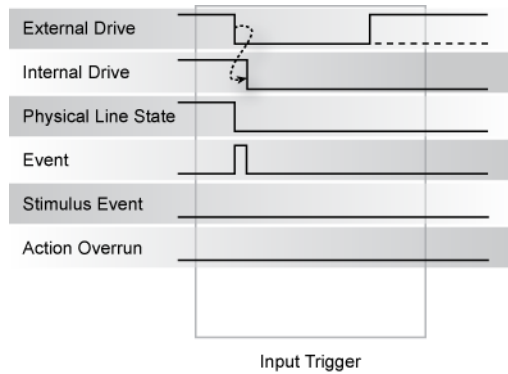 External Drive
Internal Drive
Physical Line State
Event
Stimulus Event
Action Overrun
Input Trigger